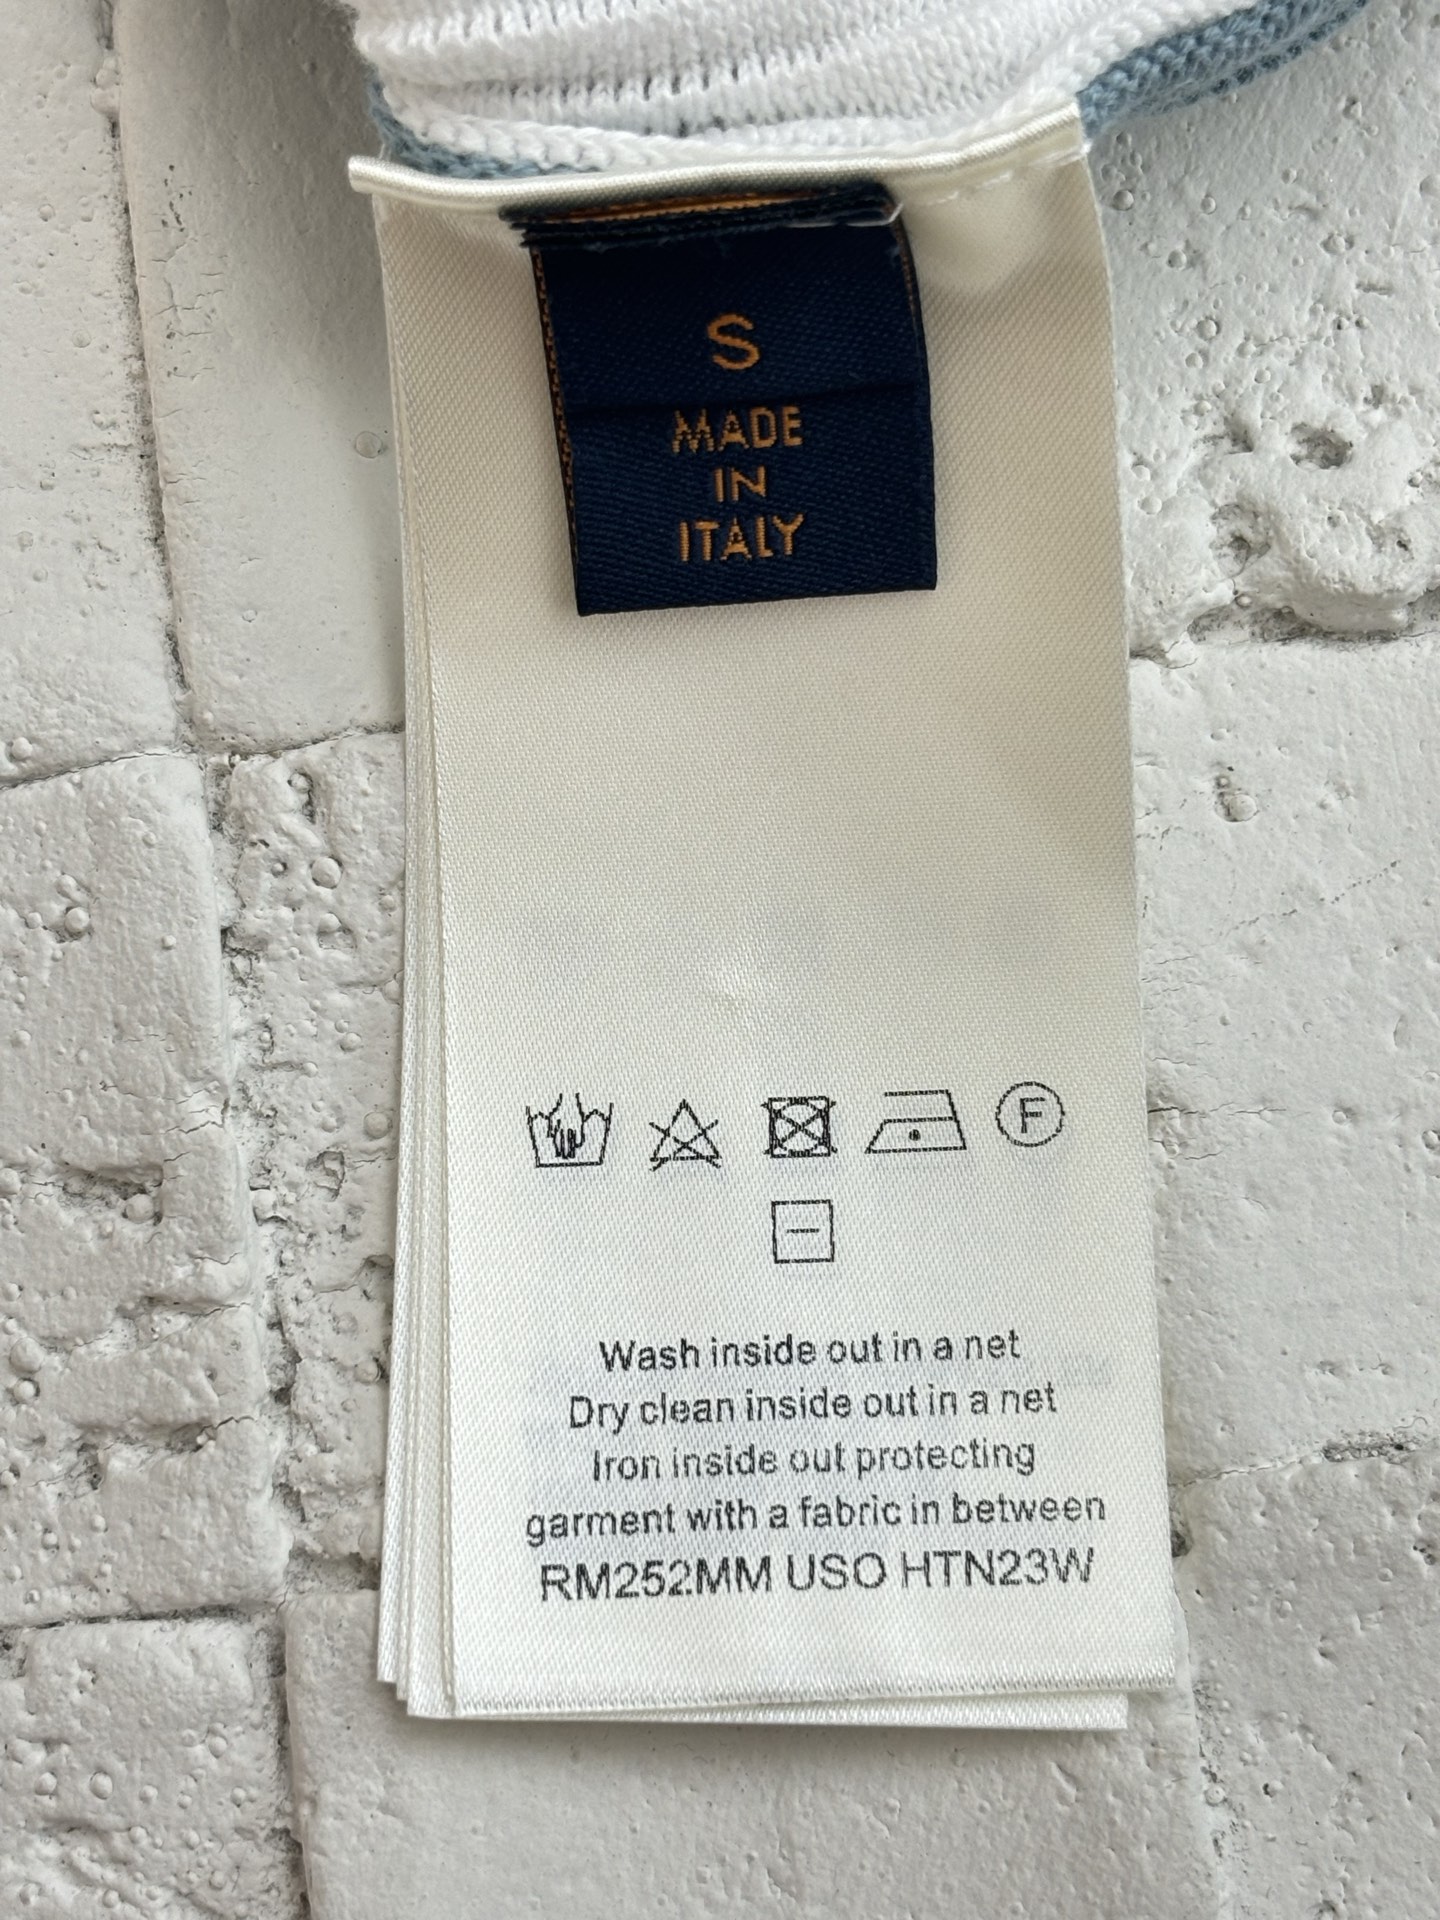 S
MADE
IN
ITALY
F
Wash inside out in a net
Dry clean inside out in a net
Iron inside out protecting
garment with a fabric in between
RM252MM USO HTN23W